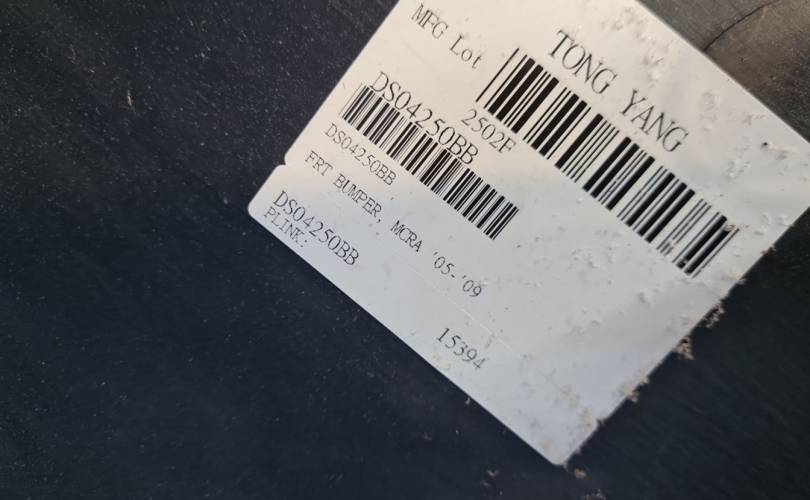 TONG YANG
MFG Lot
2502F
DS04250BB
DS04250BB
FRT BUMPER, MCRA '05-'09
DS04250BB
PLINK:
15394